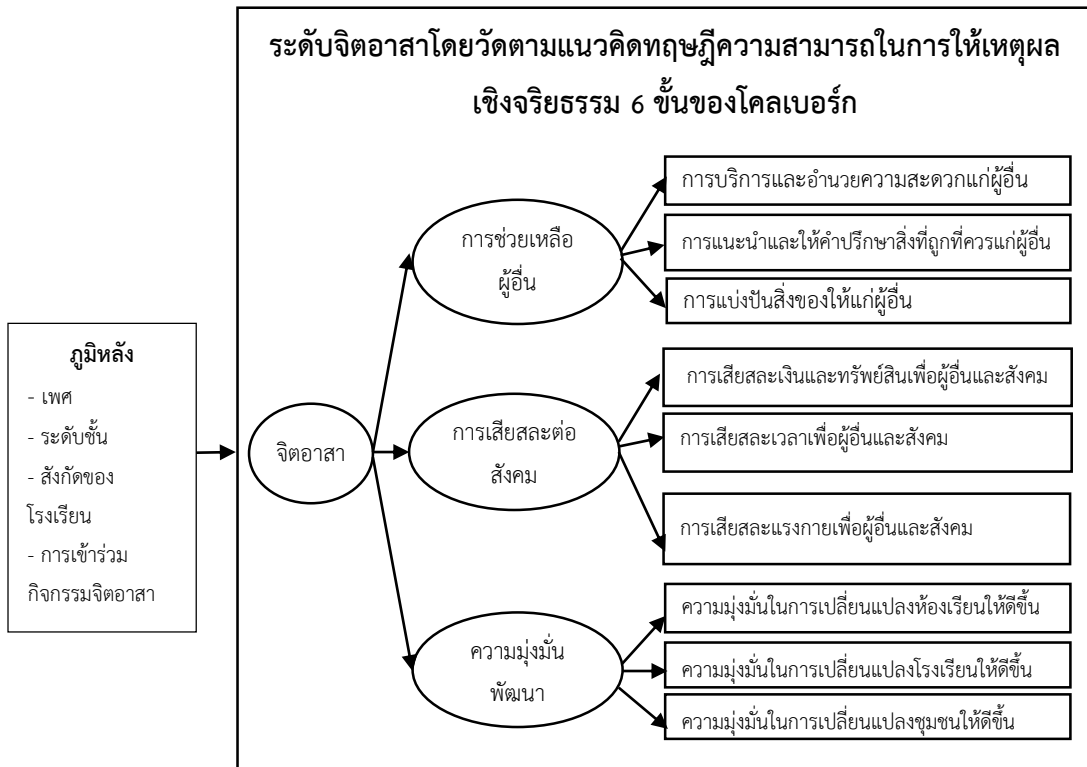 ระดับจิตอาสาโดยวัดตามแนวคิดทฤษฎีความสามารถในการให้เหตุผล
เชิงจริยธรรม 6 ขั้นของโคลเบอร์ก
ภูมิหลัง
- เพศ
- ระดับชั้น
- สังกัดของ
โรงเรียน
- การเข้าร่วม
กิจกรรมจิตอาสา
จิตอาสา
การช่วยเหลือ
ผู้อื่น
การบริการและอำนวยความสะดวกแก่ผู้อื่น
การแนะนำและให้คำปรึกษาสิ่งที่ถูกที่ควรแก่ผู้อื่น
การแบ่งปันสิ่งของให้แก่ผู้อื่น
การเสียสละต่อ
สังคม
การเสียสละเงินและทรัพย์สินเพื่อผู้อื่นและสังคม
การเสียสละเวลาเพื่อผู้อื่นและสังคม
การเสียสละแรงกายเพื่อผู้อื่นและสังคม
ความมุ่งมั่น
พัฒนา
ความมุ่งมั่นในการเปลี่ยนแปลงห้องเรียนให้ดีขึ้น
ความมุ่งมั่นในการเปลี่ยนแปลงโรงเรียนให้ดีขึ้น
ความมุ่งมั่นในการเปลี่ยนแปลงชุมชนให้ดีขึ้น